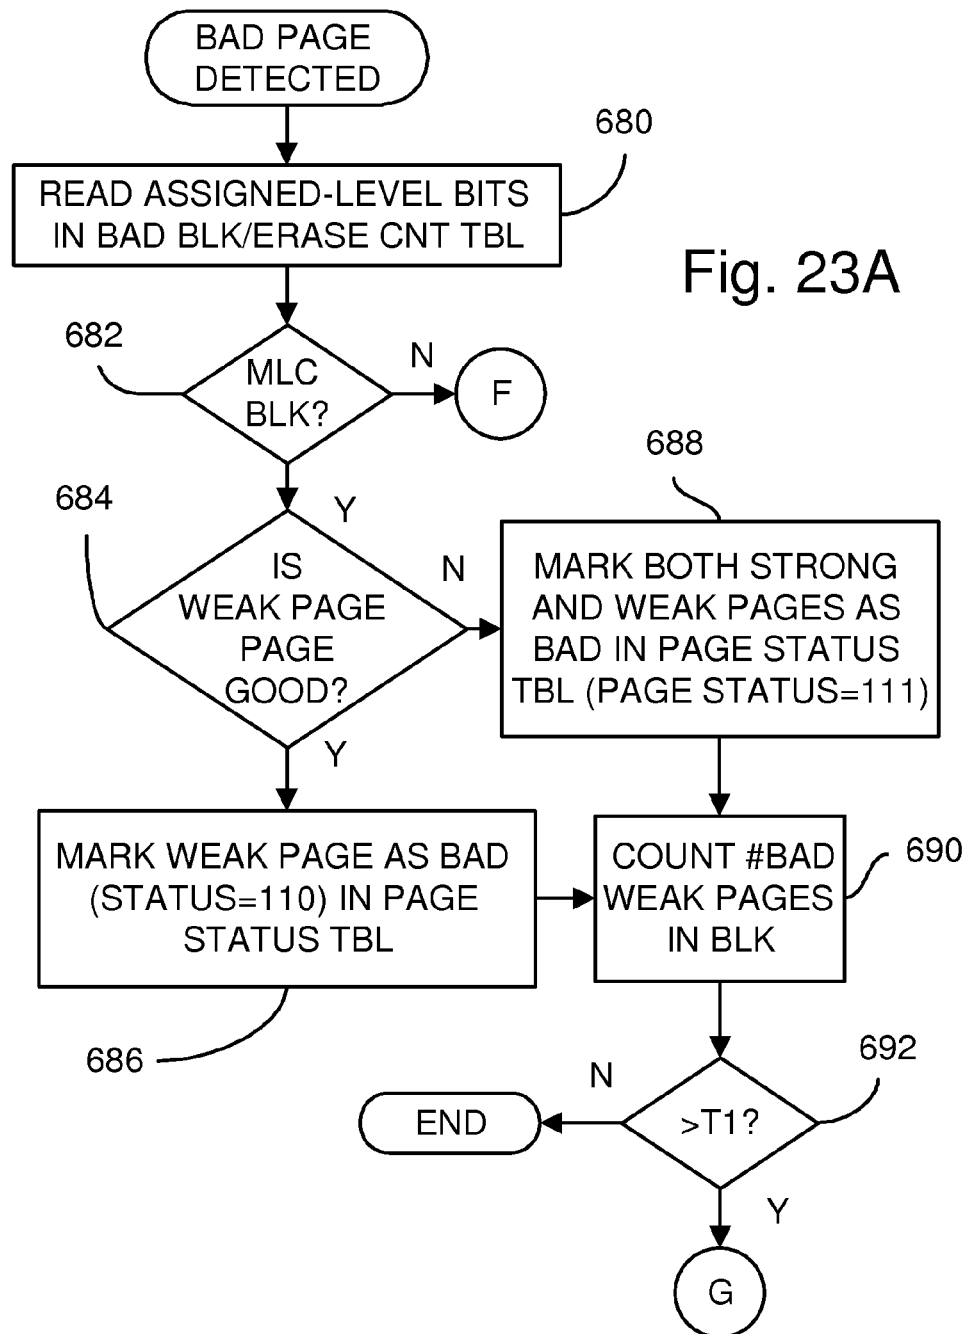 BAD PAGE
DETECTED
680
READ ASSIGNED-LEVEL BITS
IN BAD BLK/ERASE CNT TBL
Fig. 23A
682
MLC
BLK?
N
F
Y
684
IS
WEAK PAGE
PAGE
GOOD?
N
688
MARK BOTH STRONG
AND WEAK PAGES AS
BAD IN PAGE STATUS
TBL (PAGE STATUS=111)
Y
MARK WEAK PAGE AS BAD
(STATUS=110) IN PAGE
STATUS TBL
686
COUNT #BAD
WEAK PAGES
IN BLK
690
692
>T1?
N
END
Y
G